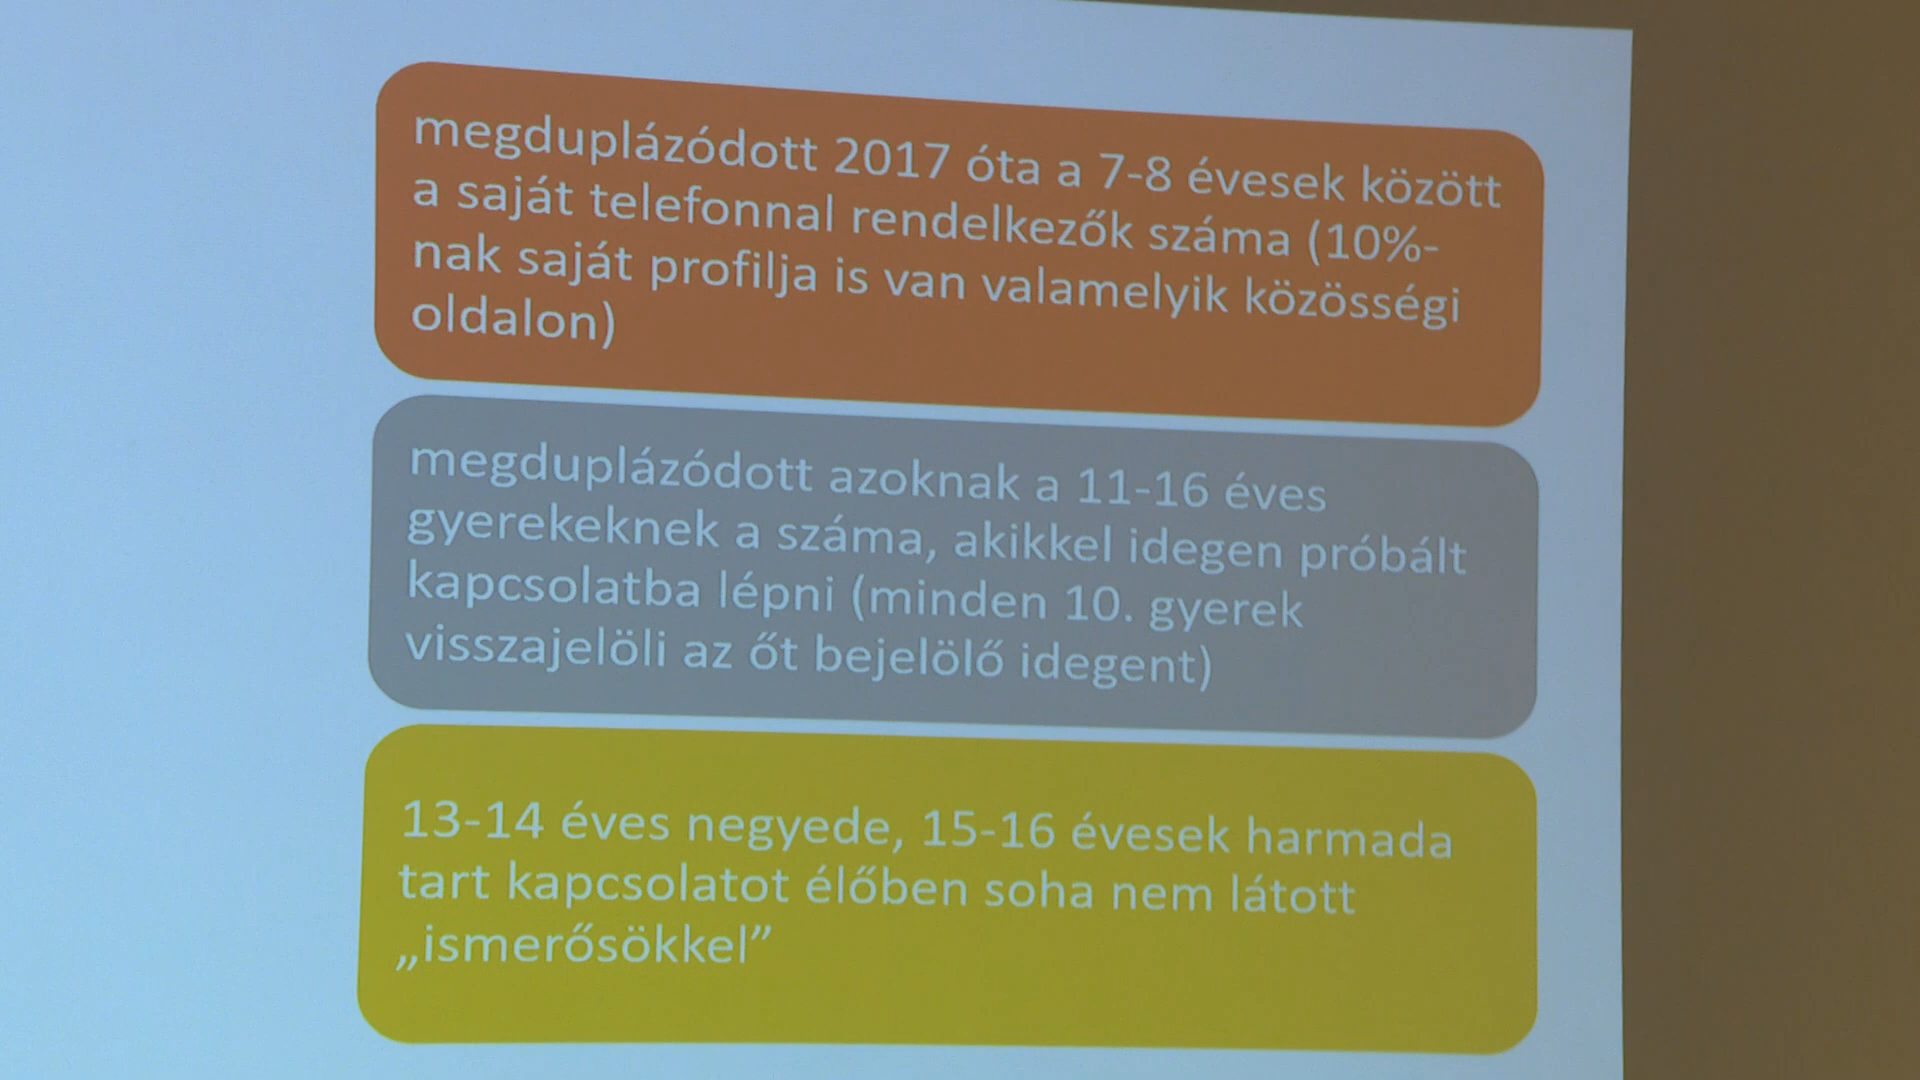 megduplázódott 2017 óta a 7-8 évesek között
a saját telefonnal rendelkezők száma (10%-
nak saját profilja is van valamelyik közösségi
oldalon)
megduplázódott azoknak a 11-16 éves
gyerekeknek a száma, akikkel idegen próbált
kapcsolatba lépni (minden 10. gyerek
visszajelöli az őt bejelölő idegent)
13-14 éves negyede, 15-16 évesek harmada
tart kapcsolatot élőben soha nem látott
„ismerősökkel”